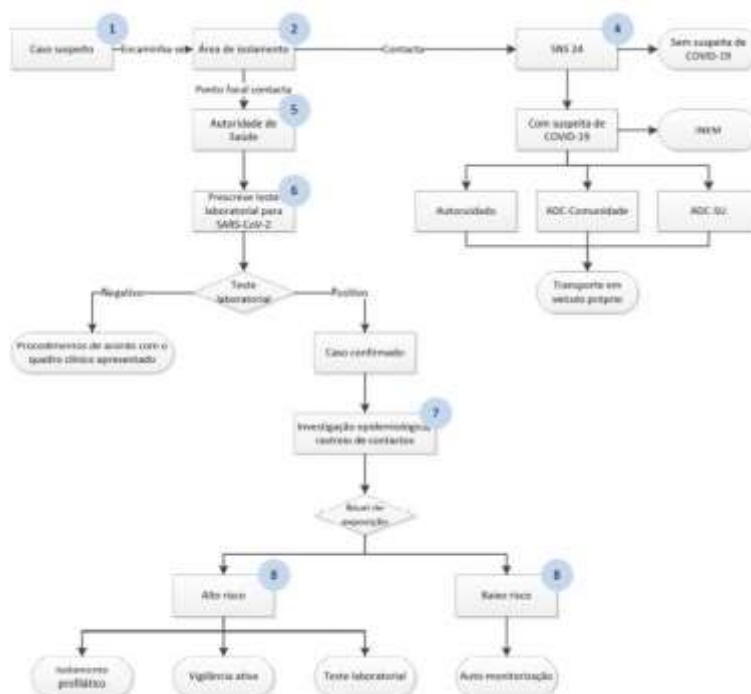 1
2
4
Caso suspeito
Encaminha-se
Área de isolamento
Contacta
SNS 24
Sem suspeita de
COVID-19
Ponto focal contacta
5
Autoridade de
Saúde
Com suspeita de
COVID-19
INEM
6
Prescreve teste
laboratorial para
SARS-CoV-2
Autocuidado
ADC-Comunidade
ADC-SU
Negativo
Teste
laboratorial
Positivo
Transporte em
veículo próprio
Procedimentos de acordo com o
quadro clínico apresentado
Caso confirmado
7
Investigação epidemiológica
rastreio de contactos
exposição
8
8
Alto risco
Baixo risco
Isolamento
profilático
Vigilância ativa
Teste laboratorial
Auto monitorização